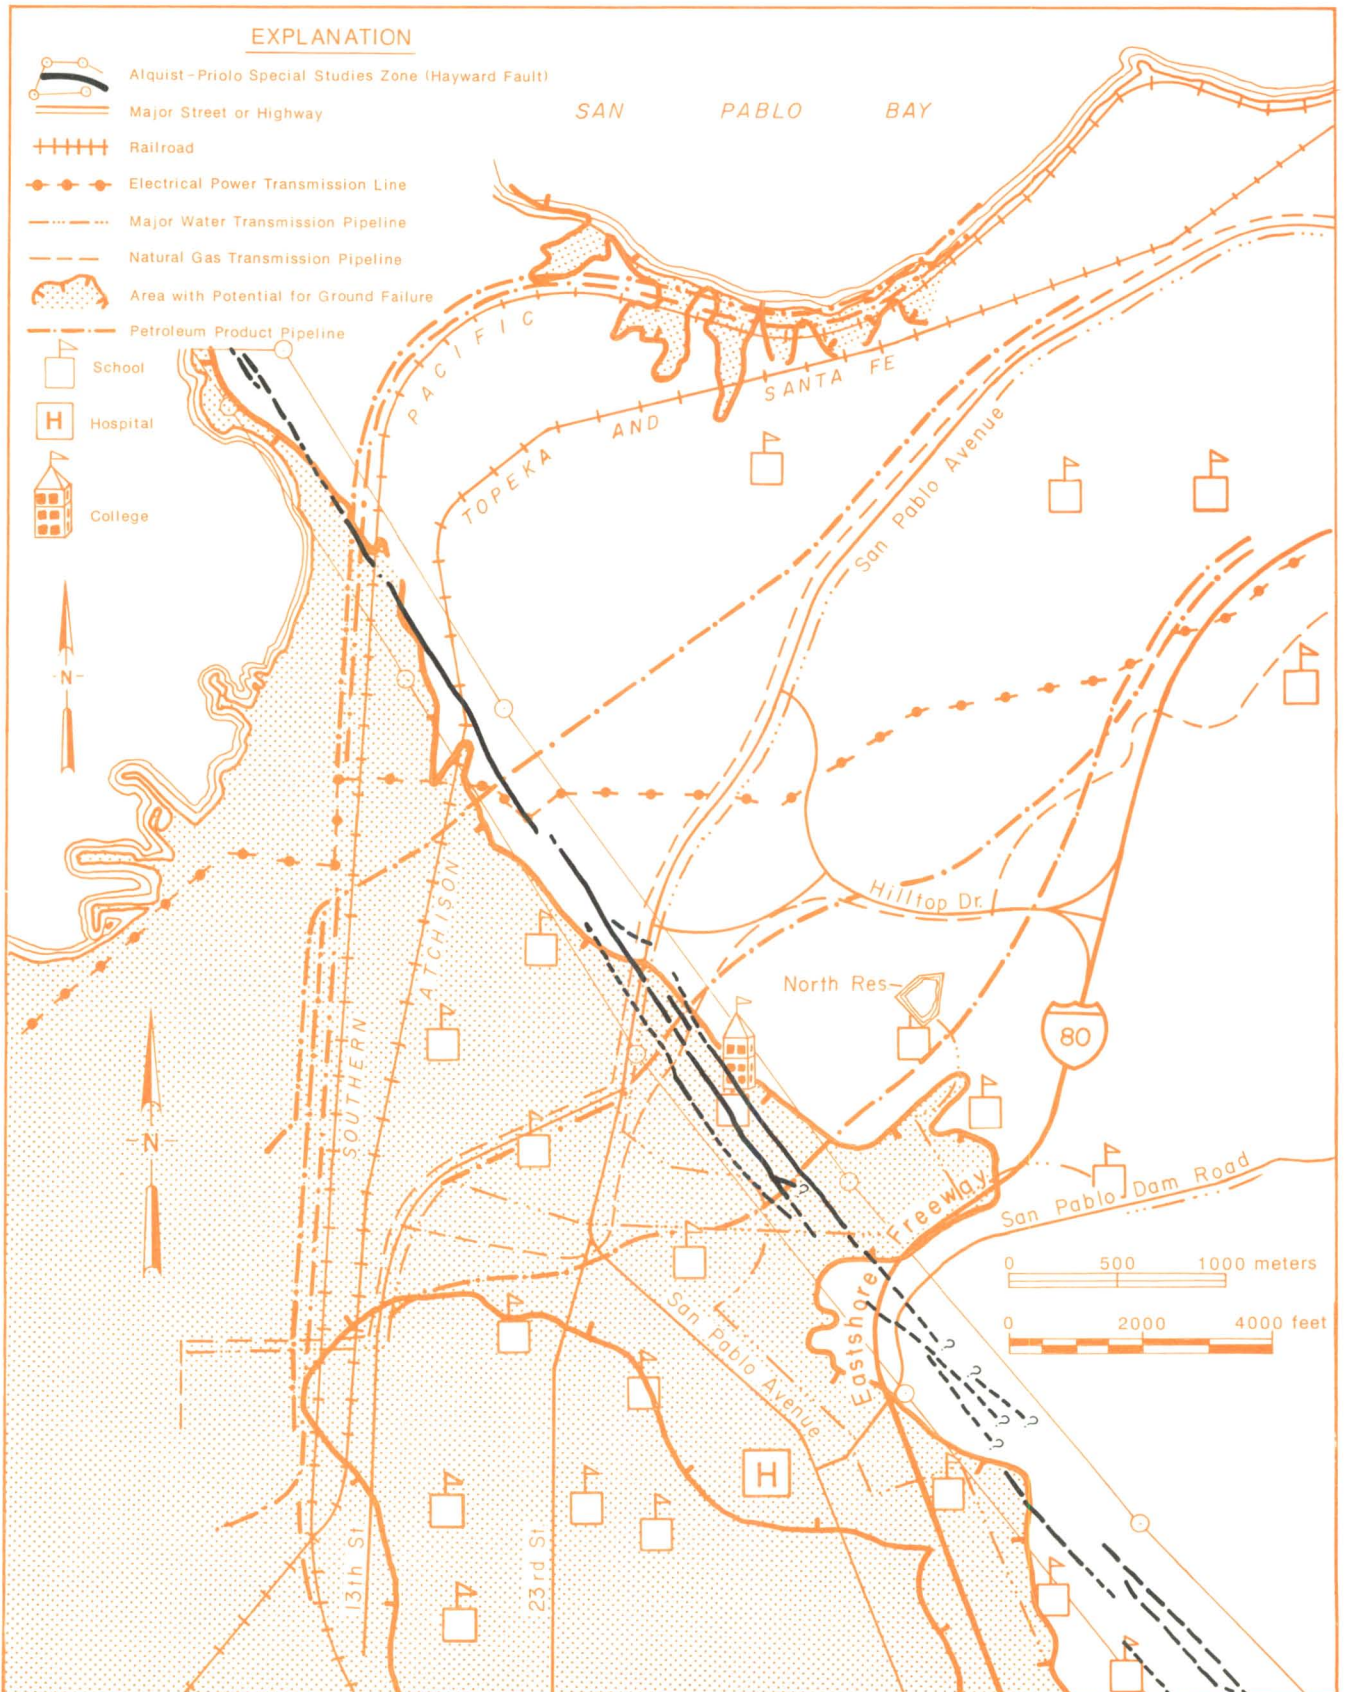 EXPLANATION
Alquist-Priolo Special Studies Zone (Hayward Fault)
Major Street or Highway
Railroad
Electrical Power Transmission Line
Major Water Transmission Pipeline
Natural Gas Transmission Pipeline
Area with Potential for Ground Failure
Petroleum Product Pipeline
School
H
Hospital
College
N
N
SAN PABLO BAY
PACIFIC
TOPEKA AND SANTA FE
San Pablo Avenue
Hilltop Dr.
North Res
ATCHISON
SOUTHERN
80
?
San Pablo Dam Road
Eastshore Freeway
0 500 1000 meters
0 2000 4000 feet
San Pablo Avenue
?
?
?
?
?
H
13th St
23rd St